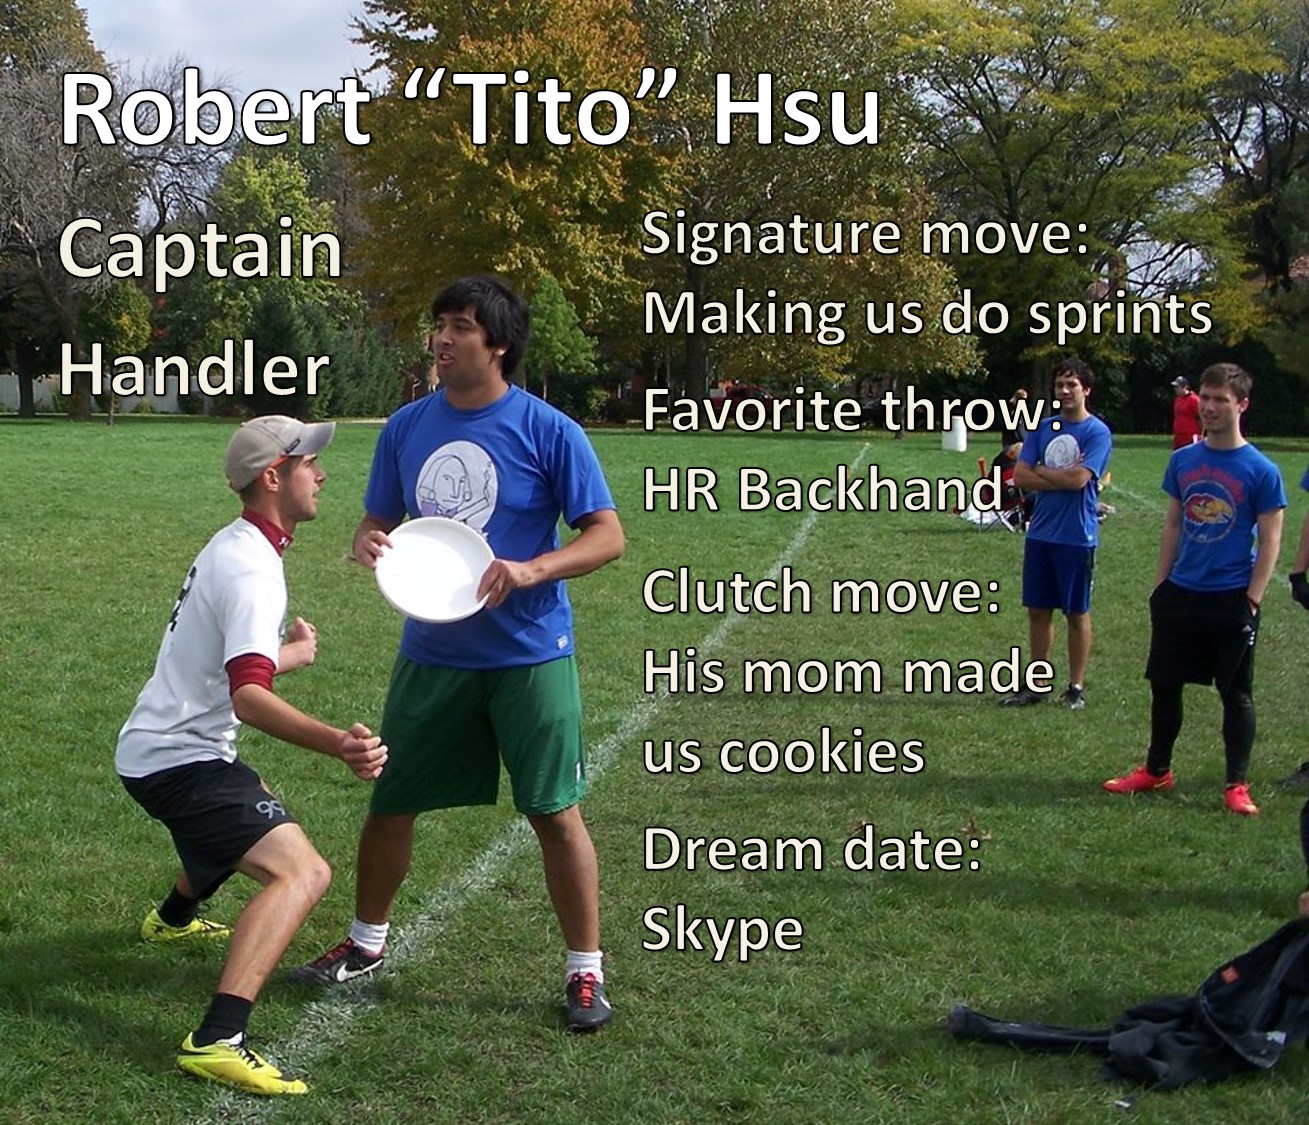 Robert “Tito” Hsu
Captain
Handler
Signature move:
Making us do sprints
Favorite throw:
HR Backhand
Clutch move:
His mom made
us cookies
Dream date:
Skype
99